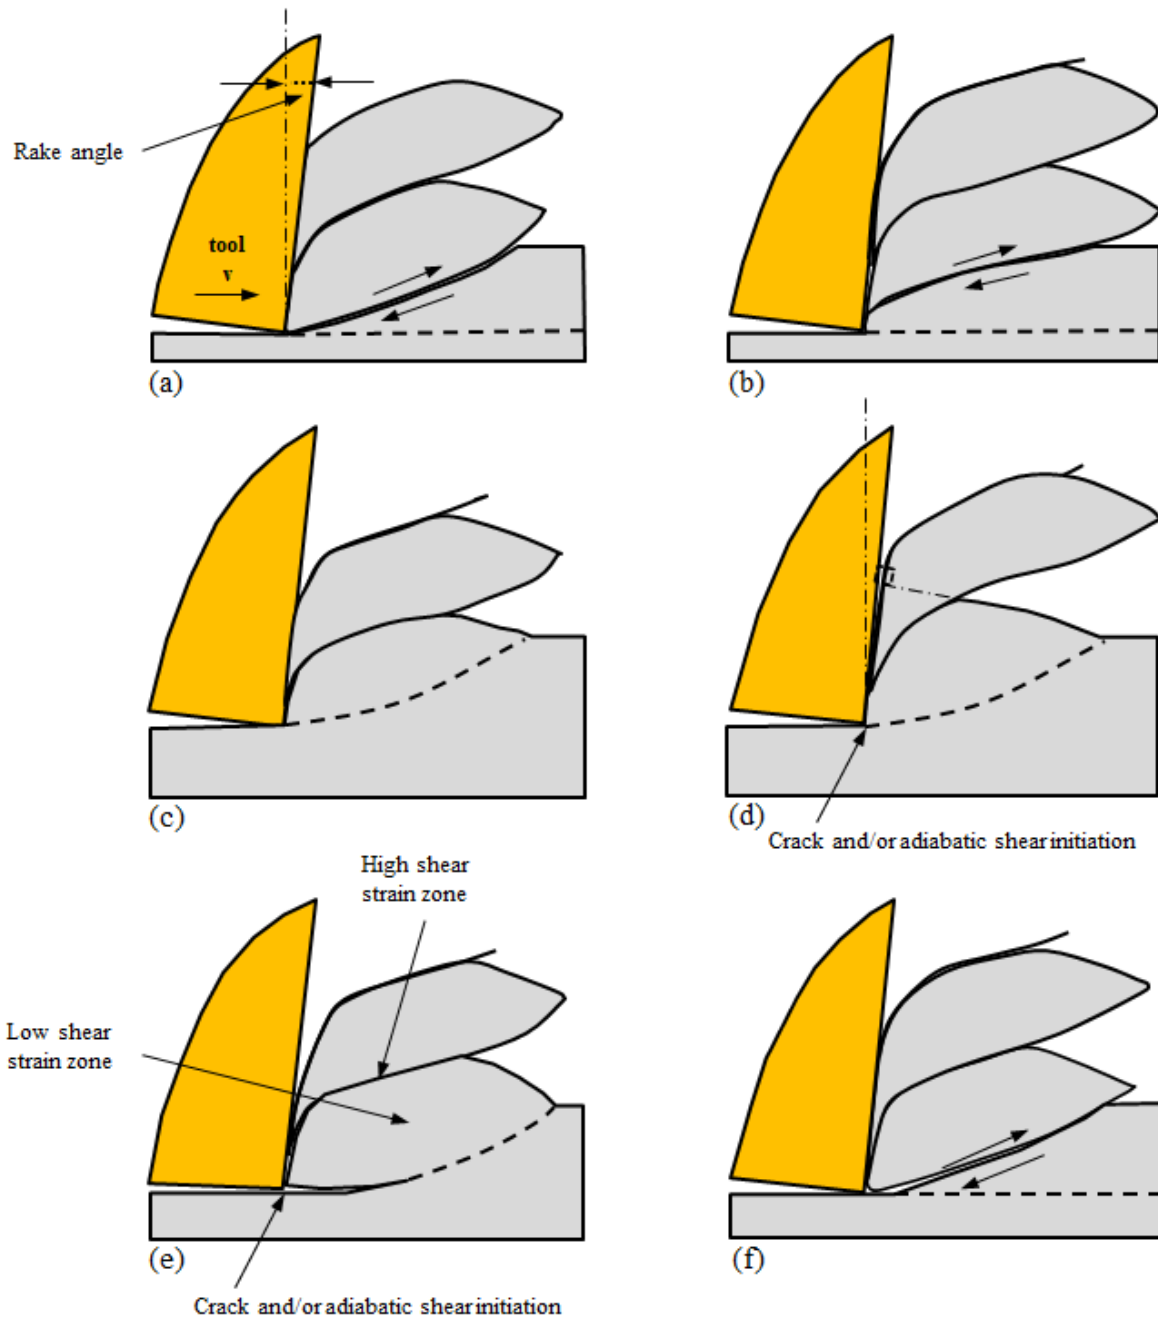 Rake angle
tool
v
(a)
(b)
(c)
(d)
Crack and/or adiabatic shear initiation
High shear
strain zone
Low shear
strain zone
(e)
(f)
Crack and/or adiabatic shear initiation